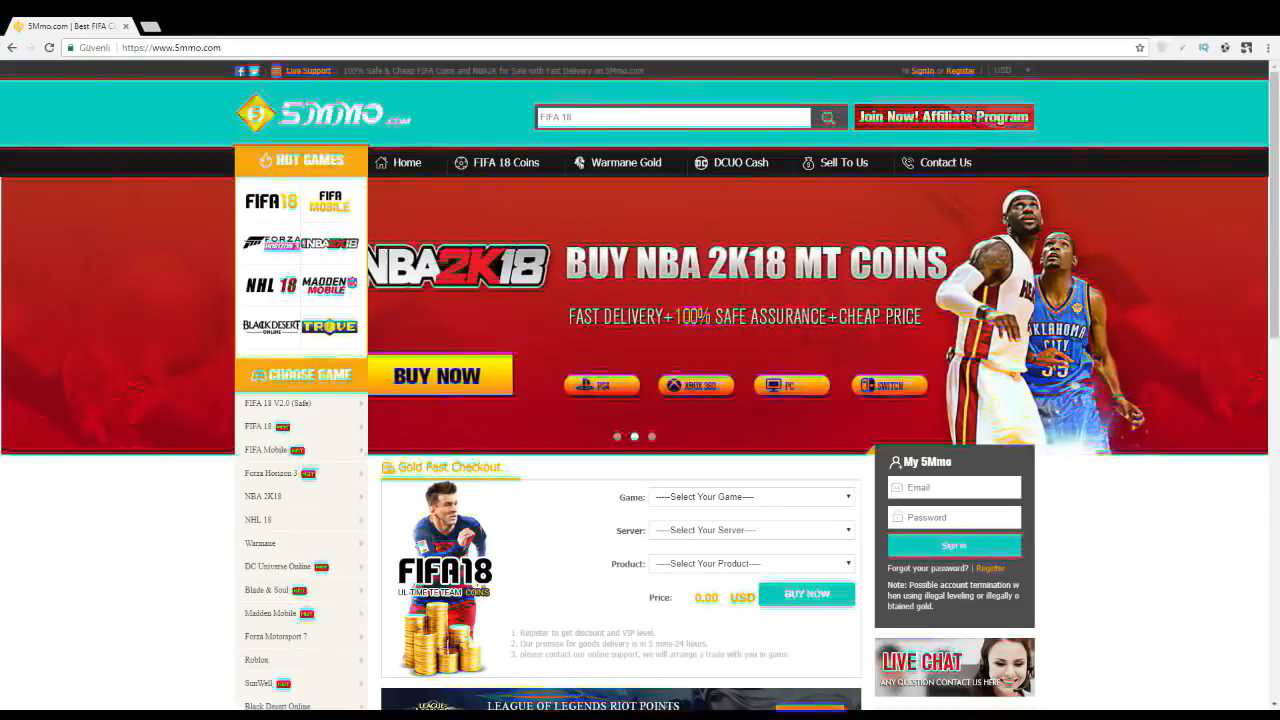 5Mmo.com | Best FIFA C
Güvenli
https://www.5mmo.com
Live Support
100% Safe & Cheap FIFA Coins and NBA2K for Sale with Fast Delivery on 5Mmo.com
Hi SignIn or Register
USD
5MMO.COM
FIFA 18
Join Now! Affiliate Program
HOT GAMES
Home
FIFA 18 Coins
Warmane Gold
DCUO Cash
Sell To Us
Contact Us
FIFA18
FIFA MOBILE
FORZA HORIZON 3
NBA2K18
NHL 18
MADDEN MOBILE
BLACK DESERT ONLINE
TROVE
NBA2K18
BUY NBA 2K18 MT COINS
FAST DELIVERY+100% SAFE ASSURANCE+CHEAP PRICE
BUY NOW
PS4
XBOX 360
PC
SWITCH
OKLAHOMA
CITY
35
CHOOSE GAME
FIFA 18 V2.0 (Safe)
FIFA 18 HOT
FIFA Mobile HOT
Forza Horizon 3 HOT
NBA 2K18
NHL 18
Warmane
DC Universe Online HOT
Blade & Soul HOT
Madden Mobile HOT
Forza Motorsport 7
Roblox
SunWell HOT
Black Desert Online
Gold Fast Checkout
FIFA18
ULTIMATE TEAM COINS
Game: -----Select Your Game----
Server: ----Select Your Server----
Product: ----Select Your Product----
Price: 0.00 USD BUY NOW
1. Register to get discount and VIP level.
2. Our promise for goods delivery is in 5 mins-24 hours.
3. please contact our online support, we will arrange a trade with you in game.
My 5Mmo
Email
Password
Sign in
Forgot your password? | Register
Note: Possible account termination w
hen using illegal leveling or illegally o
btained gold.
LIVE CHAT
ANY QUESTION CONTACT US HERE
LEAGUE OF LEGENDS RIOT POINTS